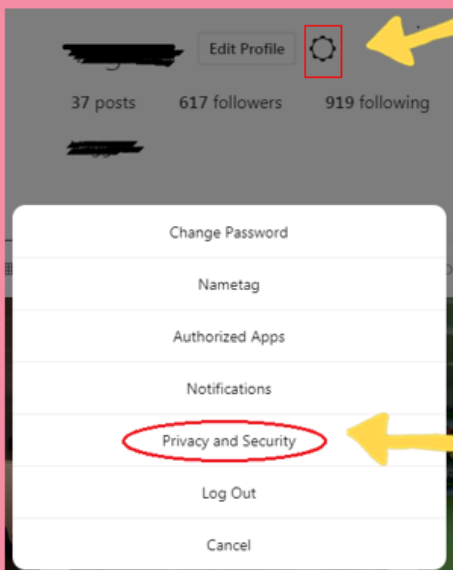 Edit Profile
37 posts 617 followers 919 following
Change Password
Nametag
Authorized Apps
Notifications
Privacy and Security
Log Out
Cancel